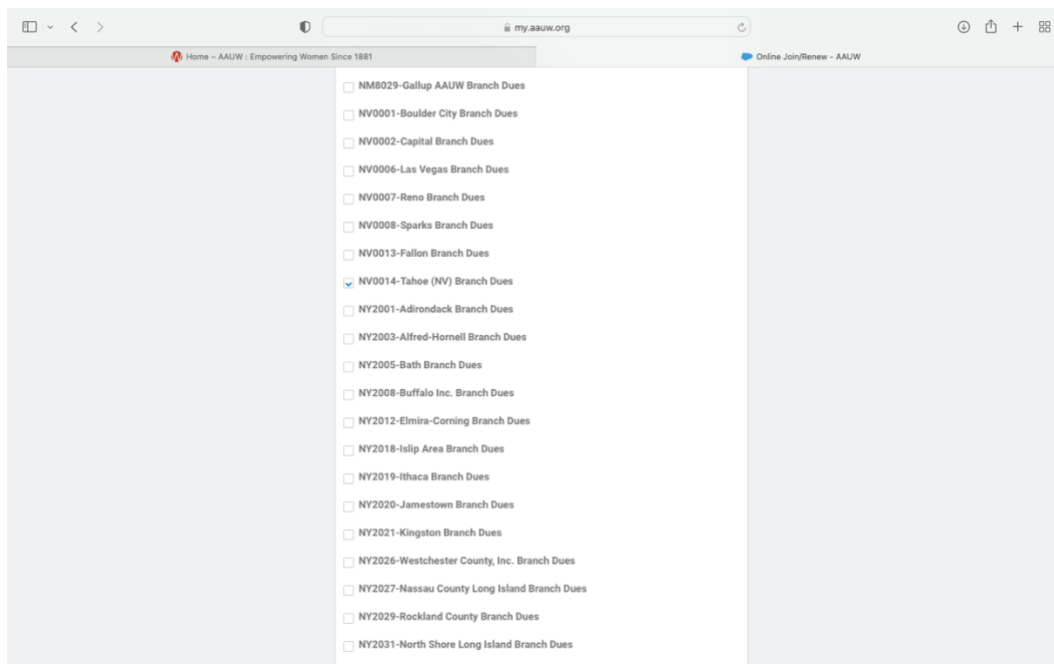 my.aauw.org
Home – AAUW : Empowering Women Since 1881
Online Join/Renew - AAUW
NM8029-Gallup AAUW Branch Dues
NV0001-Boulder City Branch Dues
NV0002-Capital Branch Dues
NV0006-Las Vegas Branch Dues
NV0007-Reno Branch Dues
NV0008-Sparks Branch Dues
NV0013-Fallon Branch Dues
NV0014-Tahoe (NV) Branch Dues
NY2001-Adirondack Branch Dues
NY2003-Alfred-Hornell Branch Dues
NY2005-Bath Branch Dues
NY2008-Buffalo Inc. Branch Dues
NY2012-Elmira-Corning Branch Dues
NY2018-Islip Area Branch Dues
NY2019-Ithaca Branch Dues
NY2020-Jamestown Branch Dues
NY2021-Kingston Branch Dues
NY2026-Westchester County, Inc. Branch Dues
NY2027-Nassau County Long Island Branch Dues
NY2029-Rockland County Branch Dues
NY2031-North Shore Long Island Branch Dues